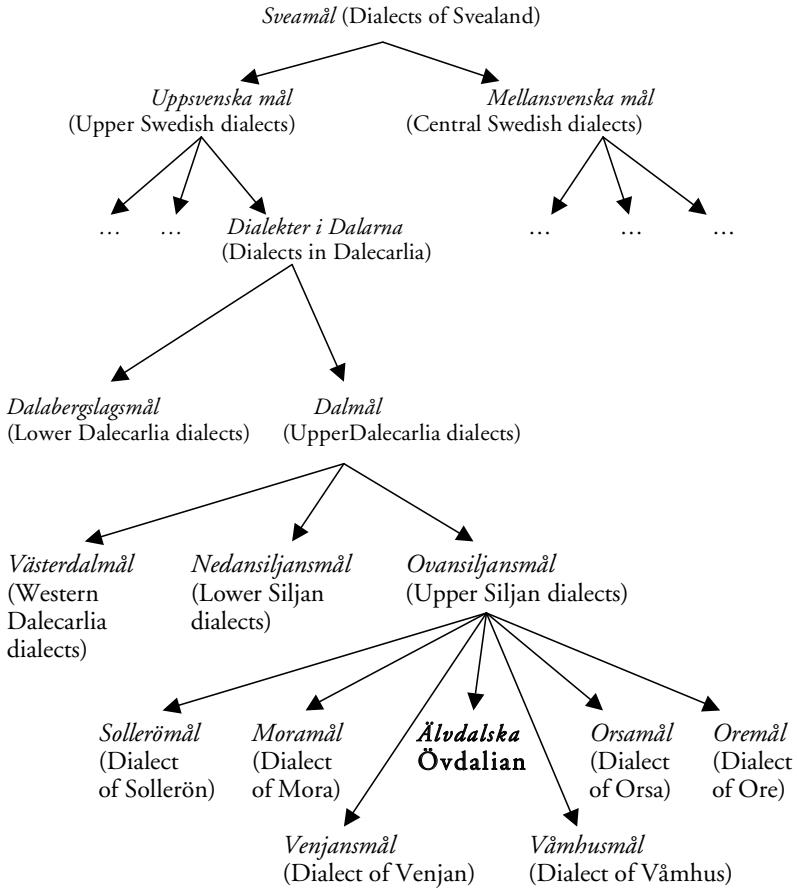 Sveamål (Dialects of Svealand)
Uppsvenska mål
(Upper Swedish dialects)
Mellansvenska mål
(Central Swedish dialects)
…
…
Dialekter i Dalarna
(Dialects in Dalecarlia)
…
…
…
Dalabergslagsmål
(Lower Dalecarlia dialects)
Dalmål
(UpperDalecarlia dialects)
Västerdalmål
(Western
Dalecarlia
dialects)
Nedansiljansmål
(Lower Siljan
dialects)
Ovansiljansmål
(Upper Siljan dialects)
Sollerömål
(Dialect
of Sollerön)
Moramål
(Dialect
of Mora)
Älvdalska
Övdalian
Orsamål
(Dialect
of Orsa)
Oremål
(Dialect
of Ore)
Venjansmål
(Dialect of Venjan)
Våmhusmål
(Dialect of Våmhus)